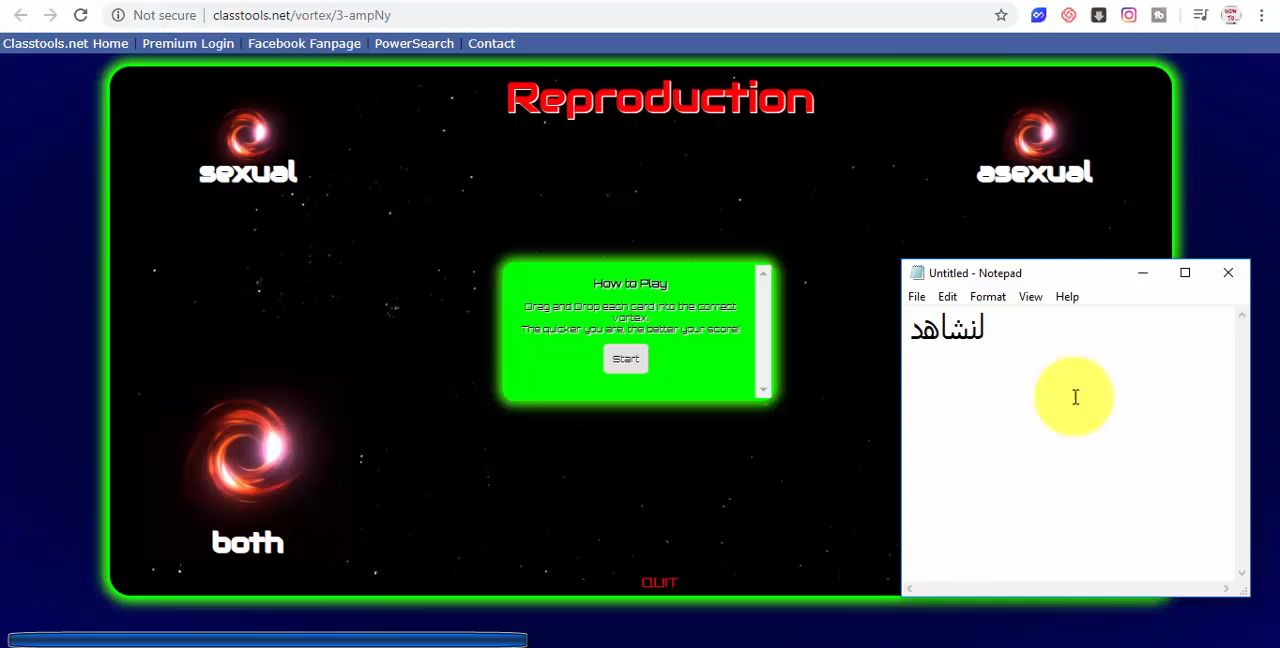 Not secure
classtools.net/vortex/3-ampNy
Classtools.net Home | Premium Login | Facebook Fanpage | PowerSearch | Contact
Reproduction
sexual
asexual
How to Play
Drag and Drop each card into the correct
vortex.
The quicker you are, the better your score!
Start
both
QUIT
Untitled - Notepad
File Edit Format View Help
لنشاهد